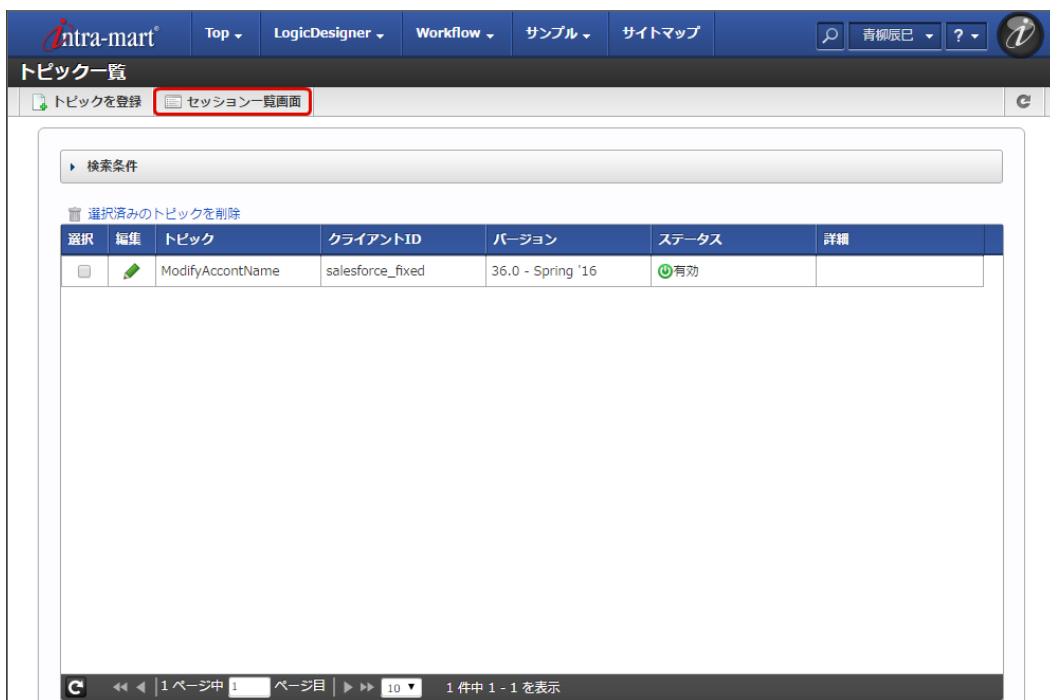 intra-mart® Top LogicDesigner Workflow サンプル サイトマップ 青柳辰巳 ?
トピック一覧
トピックを登録 セッション一覧画面
検索条件
選択済みのトピックを削除
選択 編集 トピック クライアントID バージョン ステータス 詳細
ModifyAccontName salesforce_fixed 36.0 - Spring '16 有効
1 ページ中 1 ページ目 10 1 件中 1 - 1 を表示